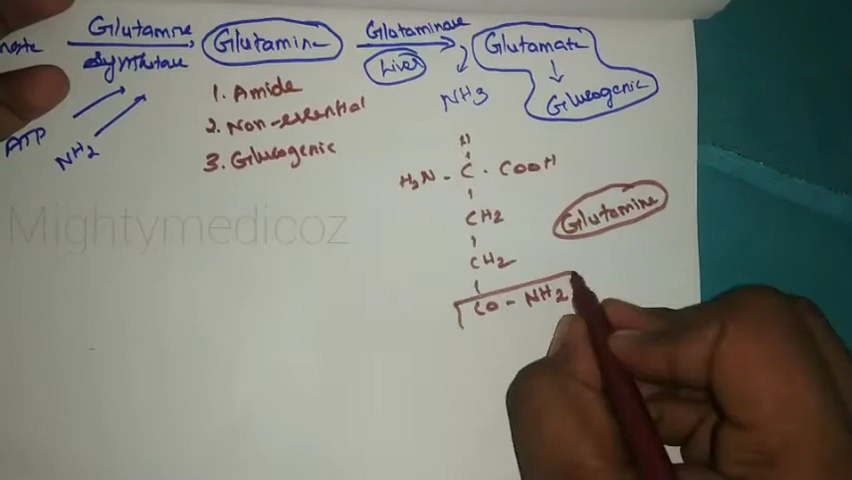 Glutamine
Synthetase
Glutamine
Glutaminase
Liver
Glutamate
Glucogenic
NH3
ATP
NH2
1. Amide
2. Non-essential
3. Glucogenic
H
H2N - C - COOH
CH2
CH2
CO - NH2
Glutamine
Mightymedicoz